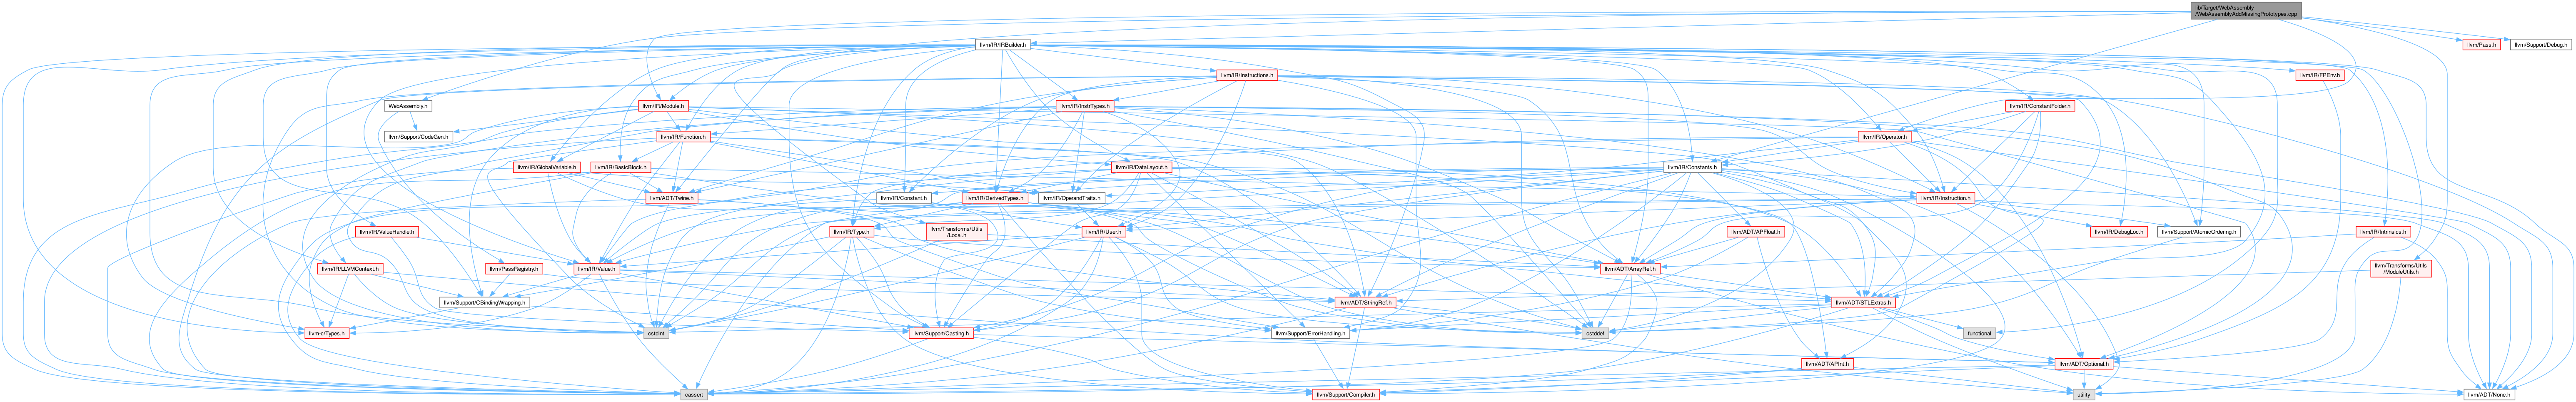 lib/Target/WebAssembly
/WebAssemblyAddMissingPrototypes.cpp
llvm/IR/IRBuilder.h
llvm/Pass.h
llvm/Support/Debug.h
llvm/IR/Instructions.h
llvm/IR/FPEnv.h
WebAssembly.h
llvm/IR/Module.h
llvm/IR/InstrTypes.h
llvm/IR/ConstantFolder.h
llvm/Support/CodeGen.h
llvm/IR/Function.h
llvm/IR/Operator.h
llvm/IR/GlobalVariable.h
llvm/IR/BasicBlock.h
llvm/IR/DataLayout.h
llvm/IR/Constants.h
llvm/ADT/Twine.h
llvm/IR/Constant.h
llvm/IR/DerivedTypes.h
llvm/IR/OperandTraits.h
llvm/IR/Instruction.h
llvm/IR/ValueHandle.h
llvm/IR/Type.h
llvm/Transforms/Utils
/Local.h
llvm/IR/User.h
llvm/ADT/APFloat.h
llvm/IR/DebugLoc.h
llvm/Support/AtomicOrdering.h
llvm/IR/Intrinsics.h
llvm/IR/LLVMContext.h
llvm/PassRegistry.h
llvm/IR/Value.h
llvm/ADT/ArrayRef.h
llvm/Transforms/Utils
/ModuleUtils.h
llvm/Support/CBindingWrapping.h
llvm/ADT/StringRef.h
llvm/ADT/STLExtras.h
llvm-c/Types.h
cstdint
llvm/Support/Casting.h
llvm/Support/ErrorHandling.h
cstddef
functional
llvm/ADT/APInt.h
llvm/ADT/Optional.h
cassert
llvm/Support/Compiler.h
utility
llvm/ADT/None.h